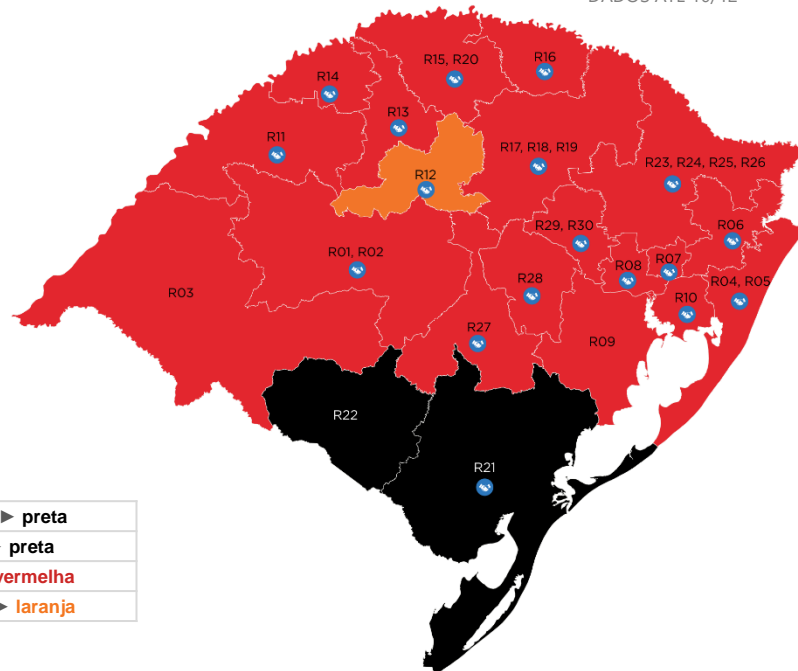 R14
R15, R20
R16
R13
R11
R17, R18, R19
R23, R24, R25, R26
R12
R29, R30
R06
R01, R02
R08
R07
R04, R05
R03
R28
R10
R27
R09
R22
R21
► preta
preta
vermelha
► laranja